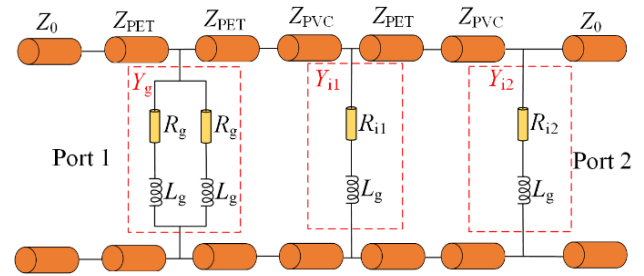 Z0 ZPET ZPET ZPVC ZPET ZPVC Z0
Yg Yi1 Yi2
Rg Rg Ri1 Ri2
Port 1 Port 2
Lg Lg Lg Lg